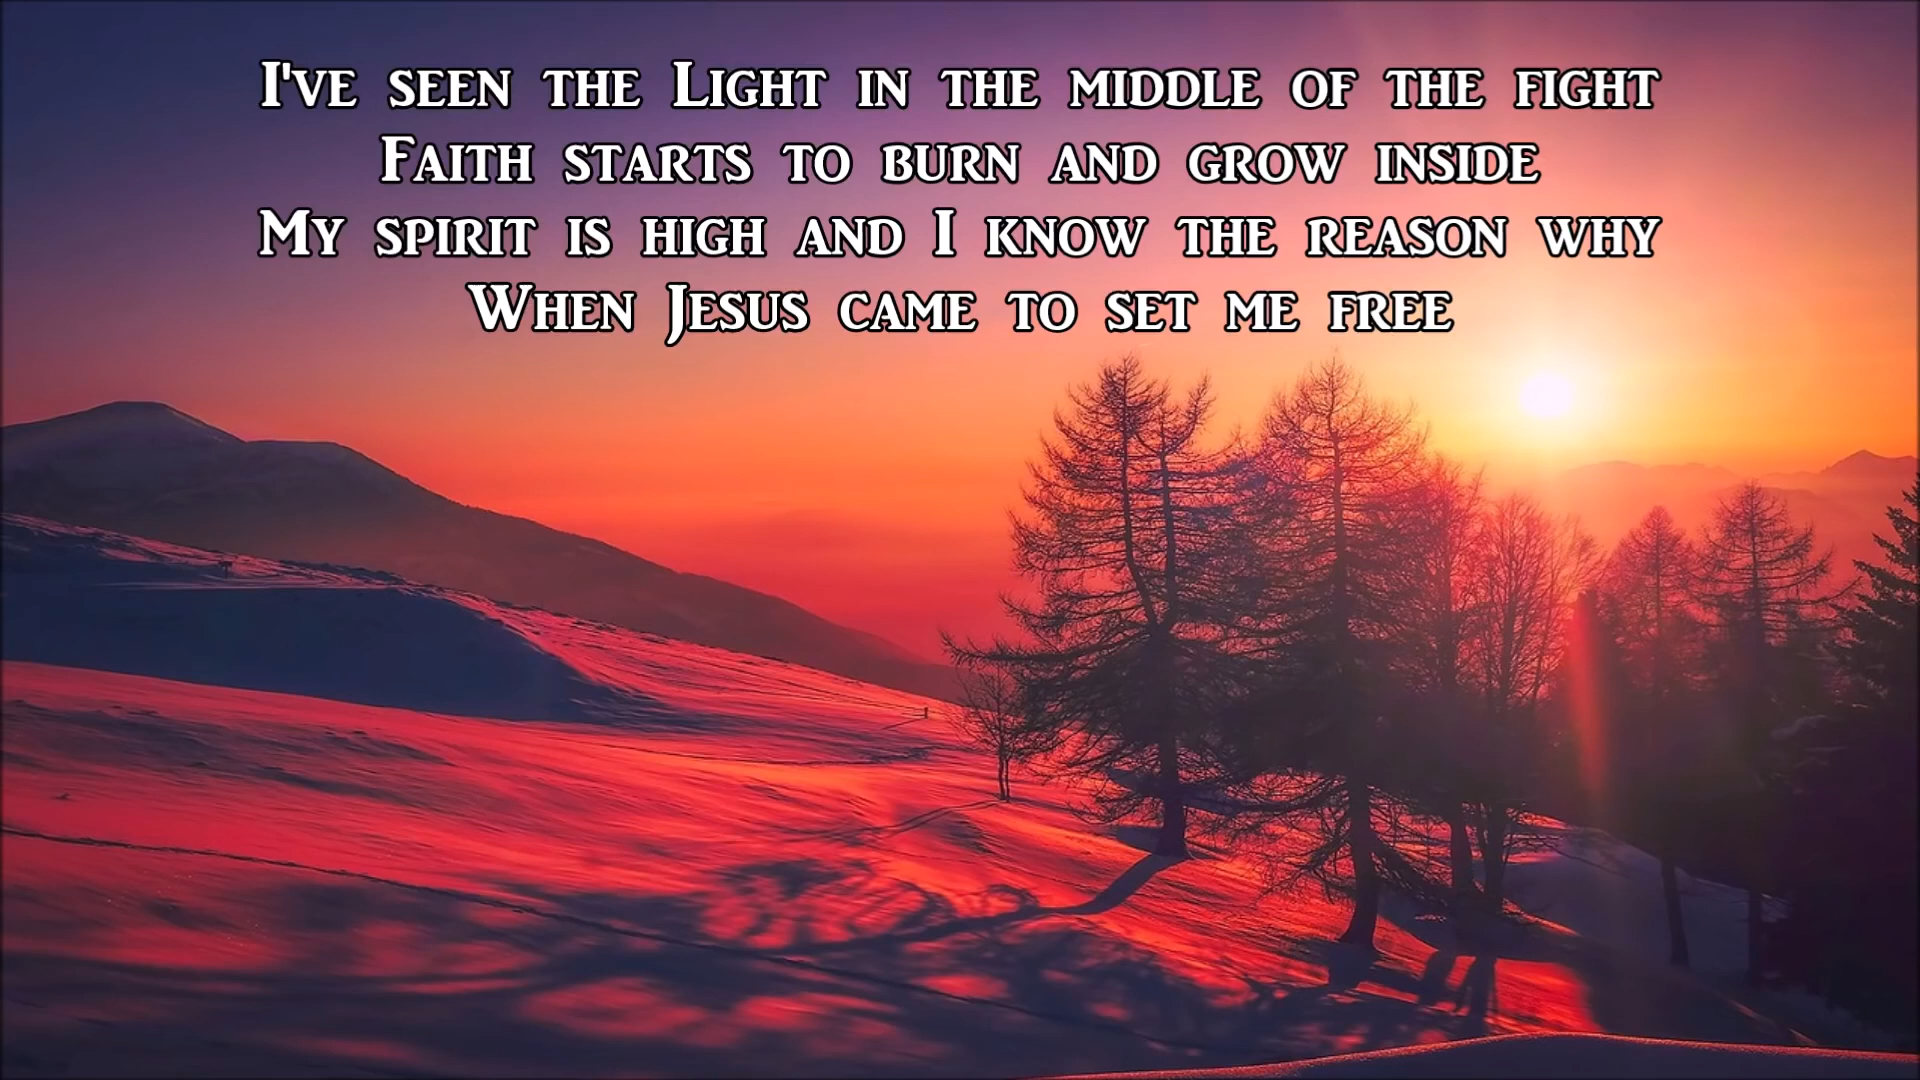 I've seen the Light in the middle of the fight
Faith starts to burn and grow inside
My spirit is high and I know the reason why
When Jesus came to set me free